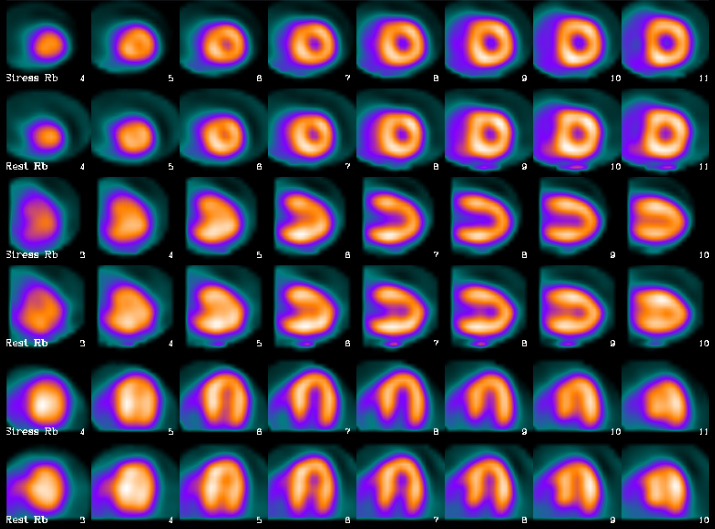 Stress Rb 4 5 6 7 8 9 10 11
Rest Rb 4 5 6 7 8 9 10 11
Stress Rb 3 4 5 6 7 8 9 10
Rest Rb 3 4 5 6 7 8 9 10
Stress Rb 4 5 6 7 8 9 10 11
Rest Rb 3 4 5 6 7 8 9 10